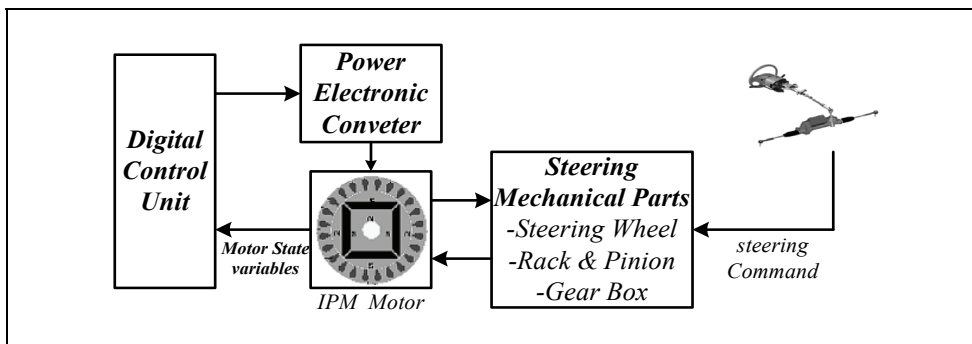 Power
Electronic
Conveter
Digital
Control
Unit
Steering
Mechanical Parts
-Steering Wheel
-Rack & Pinion
-Gear Box
Motor State
variables
IPM Motor
steering
Command